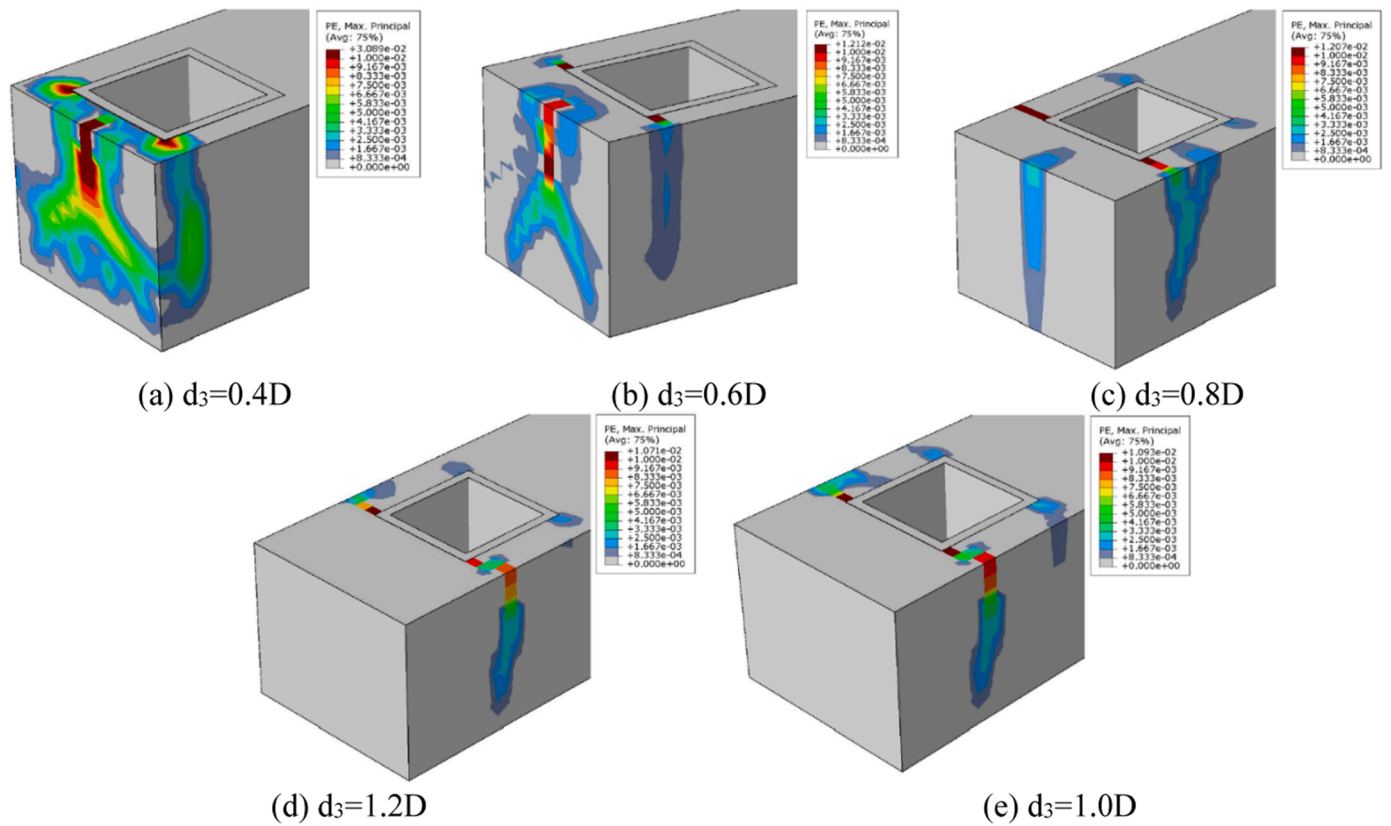 PE, Max. Principal
(Avg: 75%)
+3.089e-02
+1.000e-02
+9.167e-03
+8.333e-03
+7.500e-03
+6.667e-03
+5.833e-03
+5.000e-03
+4.167e-03
+3.333e-03
+2.500e-03
+1.667e-03
+8.333e-04
+0.000e+00
PE, Max. Principal
(Avg: 75%)
+1.212e-02
+1.000e-02
+9.167e-03
+8.333e-03
+7.500e-03
+6.667e-03
+5.833e-03
+5.000e-03
+4.167e-03
+3.333e-03
+2.500e-03
+1.667e-03
+8.333e-04
+0.000e+00
PE, Max. Principal
(Avg: 75%)
+1.207e-02
+1.000e-02
+9.167e-03
+8.333e-03
+7.500e-03
+6.667e-03
+5.833e-03
+5.000e-03
+4.167e-03
+3.333e-03
+2.500e-03
+1.667e-03
+8.333e-04
+0.000e+00
(a) d₃=0.4D
(b) d₃=0.6D
(c) d₃=0.8D
PE, Max. Principal
(Avg: 75%)
+1.071e-02
+1.000e-02
+9.167e-03
+8.333e-03
+7.500e-03
+6.667e-03
+5.833e-03
+5.000e-03
+4.167e-03
+3.333e-03
+2.500e-03
+1.667e-03
+8.333e-04
+0.000e+00
PE, Max. Principal
(Avg: 75%)
+1.093e-02
+1.000e-02
+9.167e-03
+8.333e-03
+7.500e-03
+6.667e-03
+5.833e-03
+5.000e-03
+4.167e-03
+3.333e-03
+2.500e-03
+1.667e-03
+8.333e-04
+0.000e+00
(d) d₃=1.2D
(e) d₃=1.0D